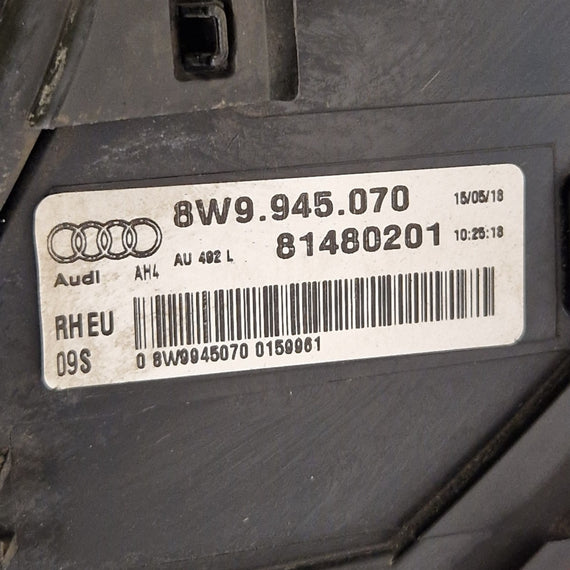 8W9.945.070 15/05/18
AU 492 L 81480201 10:25:18
Audi AH4
RH EU
09S
0 8W9945070 0159961